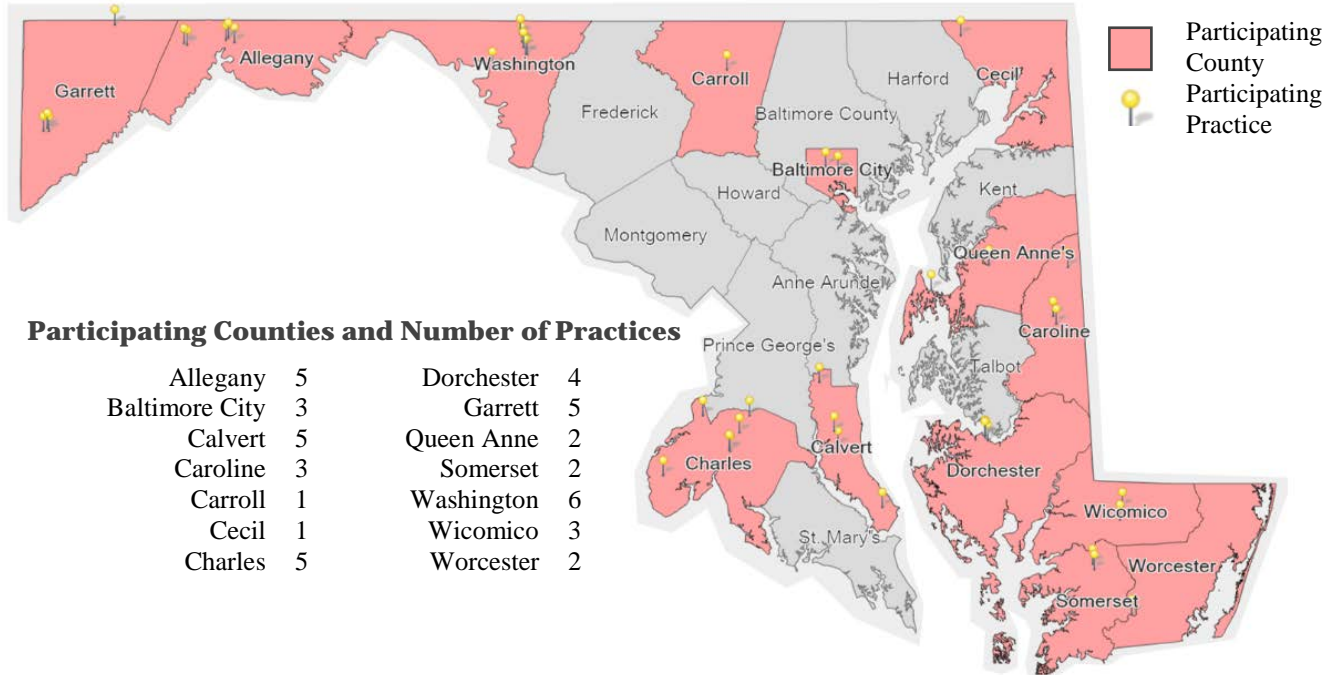 Participating
County
Participating
Practice
Garrett
Allegany
Washington
Frederick
Carroll
Baltimore County
Harford
Cecil
Baltimore City
Howard
Kent
Montgomery
Queen Anne's
Anne Arundel
Caroline
Prince George's
Talbot
Calvert
Charles
Dorchester
St. Mary's
Wicomico
Worcester
Somerset
Participating Counties and Number of Practices
Allegany 5
Baltimore City 3
Calvert 5
Caroline 3
Carroll 1
Cecil 1
Charles 5
Dorchester 4
Garrett 5
Queen Anne 2
Somerset 2
Washington 6
Wicomico 3
Worcester 2